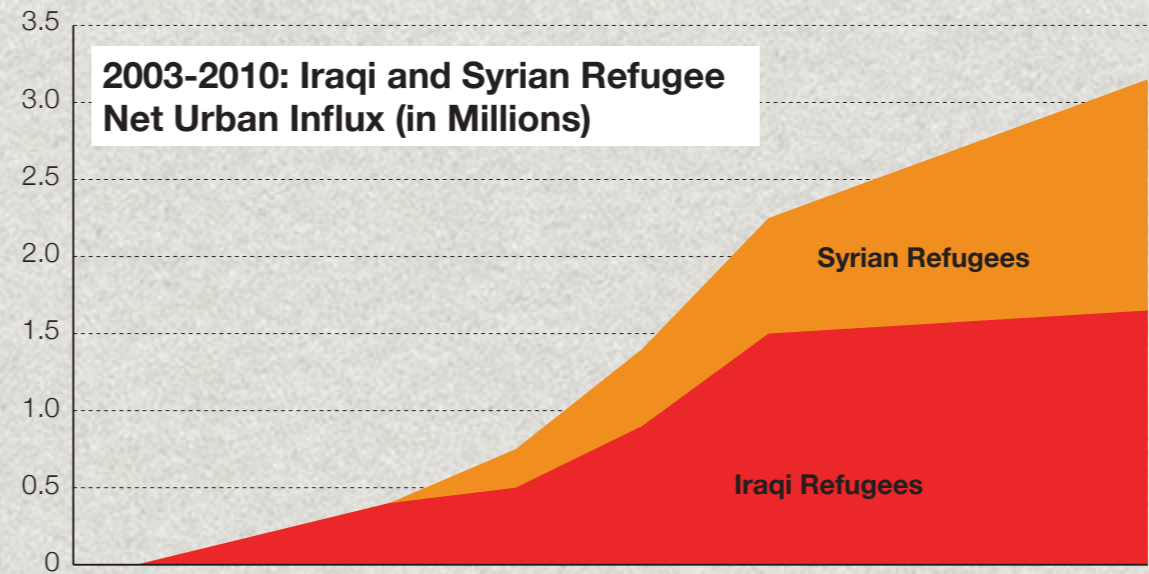 3.5
2003-2010: Iraqi and Syrian Refugee
Net Urban Influx (in Millions)
3.0
2.5
2.0
Syrian Refugees
1.5
1.0
0.5
Iraqi Refugees
0